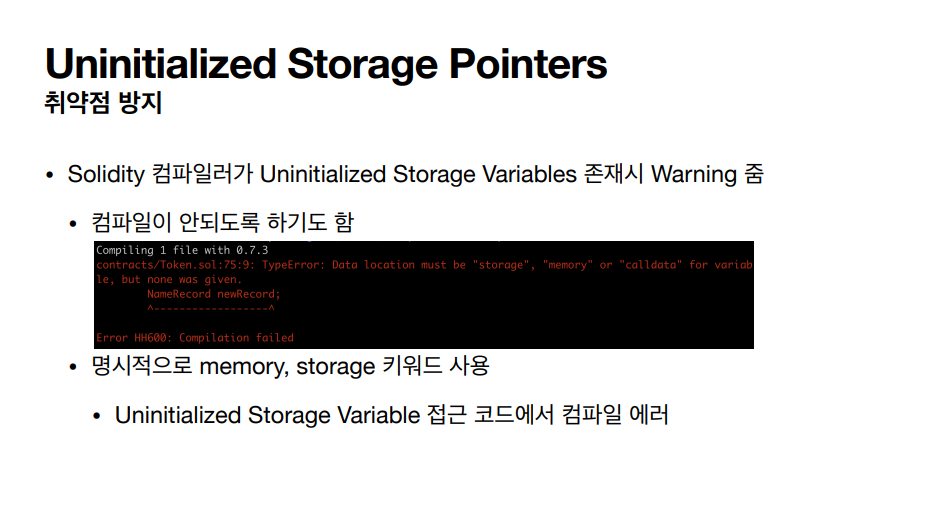 Uninitialized Storage Pointers
취약점 방지
• Solidity 컴파일러가 Uninitialized Storage Variables 존재시 Warning 줌
• 컴파일이 안되도록 하기도 함
Compiling 1 file with 0.7.3
contracts/Token.sol:75:9: TypeError: Data location must be "storage", "memory" or "calldata" for variab
le, but none was given.
NameRecord newRecord;
^------------------^
Error HH600: Compilation failed
• 명시적으로 memory, storage 키워드 사용
• Uninitialized Storage Variable 접근 코드에서 컴파일 에러